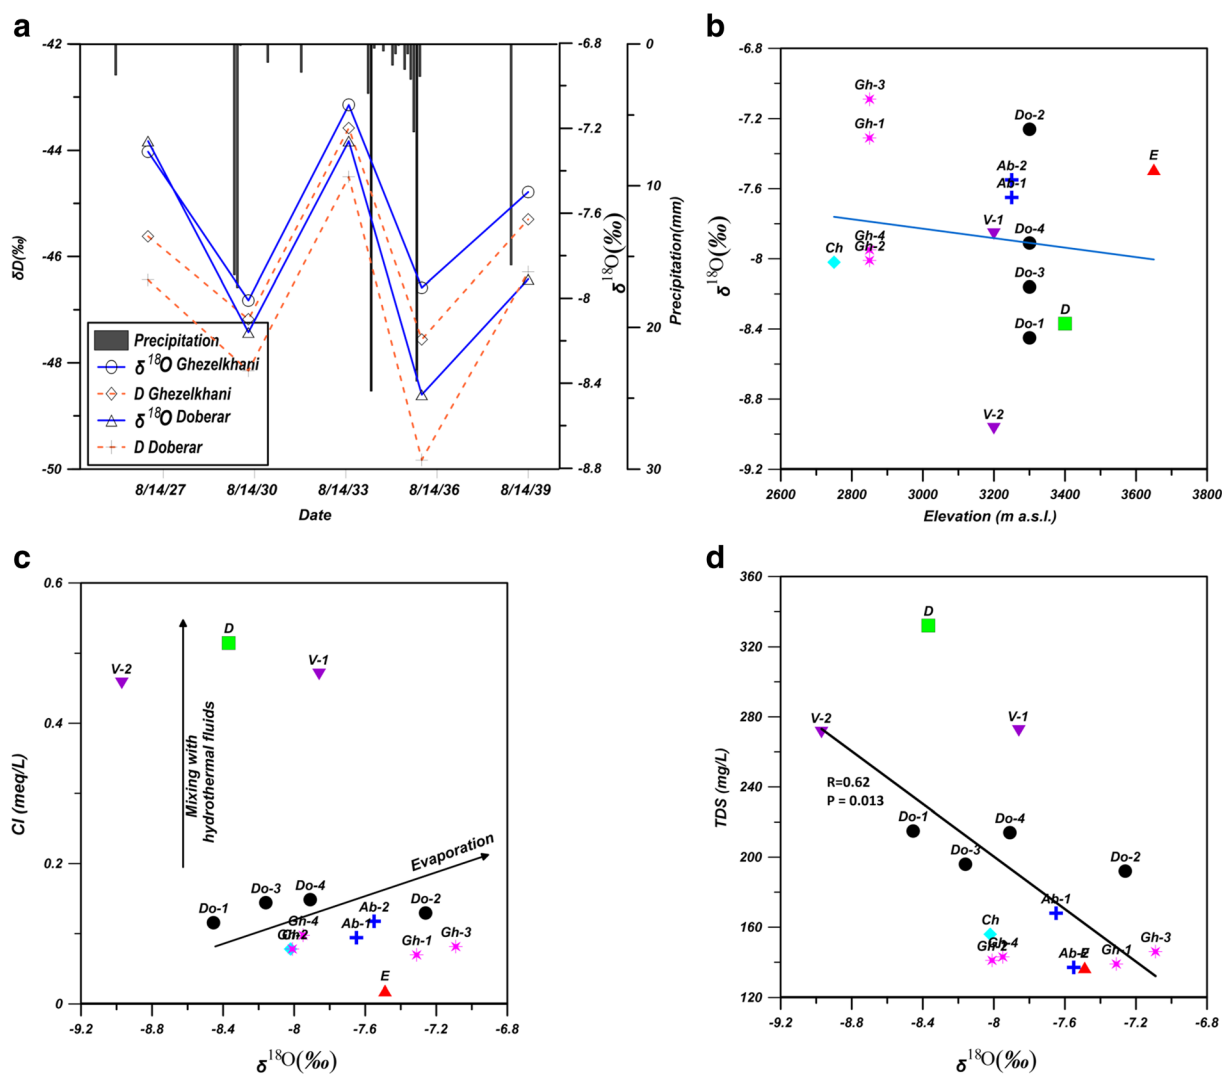 a
-42
-44
-46
-48
-50
δD(‰)
Precipitation
δ18O Ghezelkhani
D Ghezelkhani
δ18O Doberar
D Doberar
8/14/27
8/14/30
8/14/33
8/14/36
8/14/39
Date
-6.8
-7.2
-7.6
-8
-8.4
-8.8
δ18O(‰)
0
10
20
30
Precipitation(mm)
b
-6.8
-7.2
-7.6
-8
-8.4
-8.8
-9.2
δ18O(‰)
Gh-3
Gh-1
Do-2
E
Ab-2
Ab-1
V-1
Do-4
Gh-4
Gh-2
Ch
Do-3
D
Do-1
V-2
2600
2800
3000
3200
3400
3600
3800
Elevation (m a.s.l.)
c
0.6
0.4
0.2
0
Cl (meq/L)
D
V-2
V-1
Mixing with
hydrothermal fluids
Evaporation
Do-1
Do-3
Do-4
Ab-2
Do-2
Gh-4
Gh-2
Ab-1
Gh-1
Gh-3
E
-9.2
-8.8
-8.4
-8
-7.6
-7.2
-6.8
δ18O(‰)
d
360
320
280
240
200
160
120
TDS (mg/L)
D
V-2
V-1
R=0.62
P = 0.013
Do-1
Do-4
Do-3
Do-2
Ab-1
Ch
Gh-4
Gh-2
Ab-2
E
Gh-1
Gh-3
-9.2
-8.8
-8.4
-8
-7.6
-7.2
-6.8
δ18O(‰)